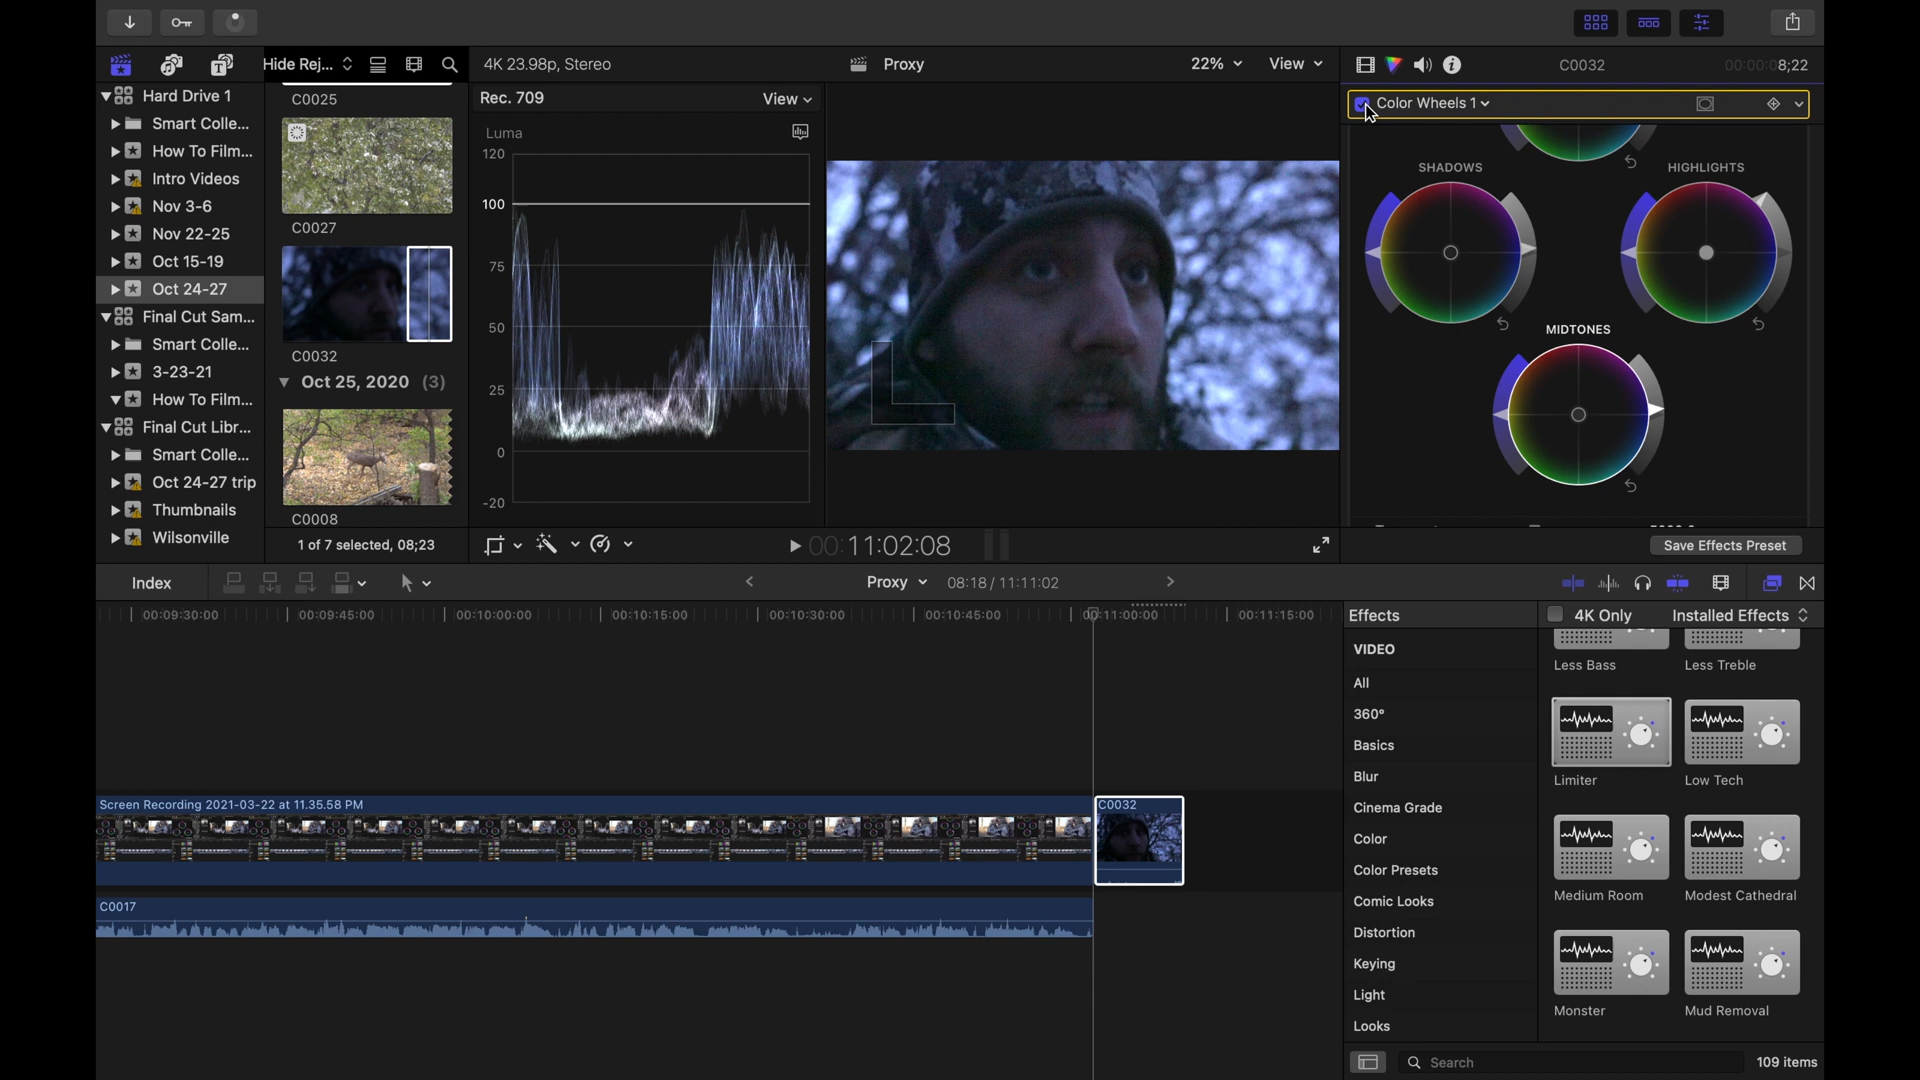 Hide Rej...
4K 23.98p, Stereo
Proxy
22%
View
C0032
00:00:08;22
Hard Drive 1
Smart Colle...
How To Film...
Intro Videos
Nov 3-6
Nov 22-25
Oct 15-19
Oct 24-27
Final Cut Sam...
Smart Colle...
3-23-21
How To Film...
Final Cut Libr...
Smart Colle...
Oct 24-27 trip
Thumbnails
Wilsonville
C0025
C0027
C0032
Oct 25, 2020 (3)
C0008
1 of 7 selected, 08;23
Rec. 709
View
Luma
120
100
75
50
25
0
-20
00:11:02:08
Color Wheels 1
SHADOWS
HIGHLIGHTS
MIDTONES
Save Effects Preset
Index
Proxy
08:18 / 11:11:02
00:09:30:00
00:09:45:00
00:10:00:00
00:10:15:00
00:10:30:00
00:10:45:00
00:11:00:00
00:11:15:00
Screen Recording 2021-03-22 at 11.35.58 PM
C0032
C0017
Effects
4K Only
Installed Effects
VIDEO
All
360°
Basics
Blur
Cinema Grade
Color
Color Presets
Comic Looks
Distortion
Keying
Light
Looks
Less Bass
Less Treble
Limiter
Low Tech
Medium Room
Modest Cathedral
Monster
Mud Removal
Search
109 items